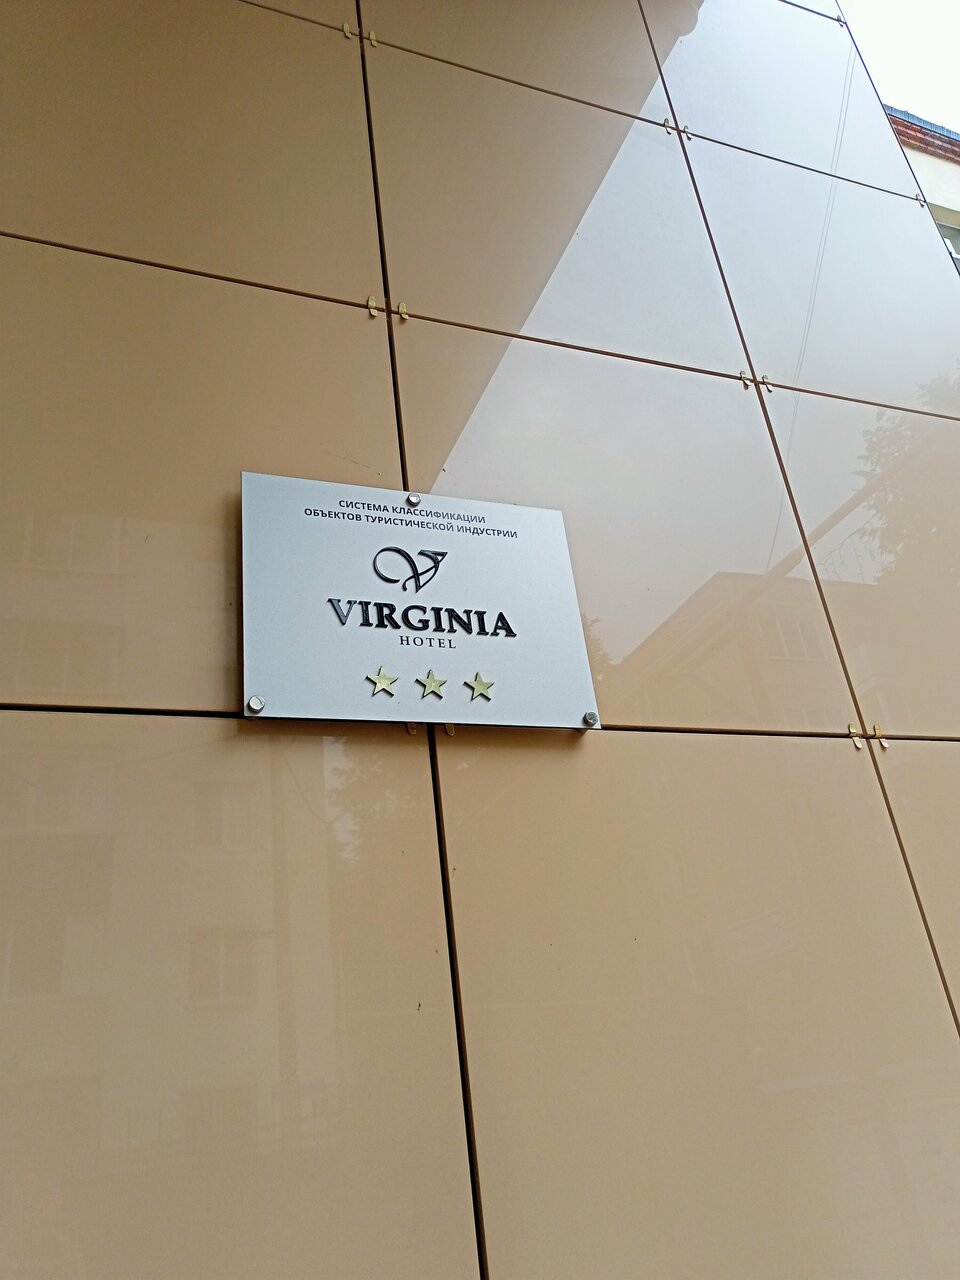 СИСТЕМА КЛАССИФИКАЦИИ
ОБЪЕКТОВ ТУРИСТИЧЕСКОЙ ИНДУСТРИИ
VIRGINIA
HOTEL